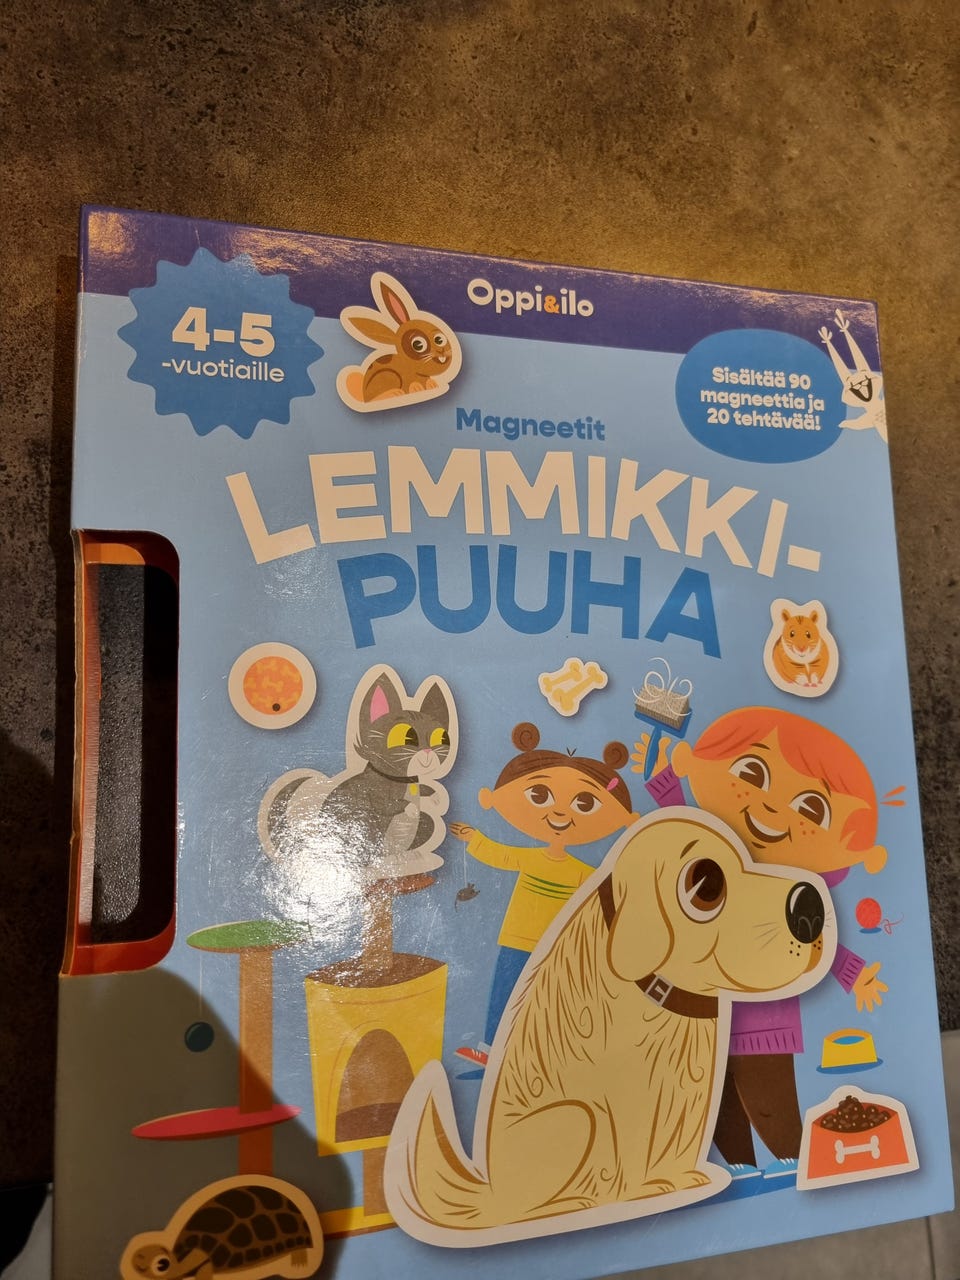 Oppi&ilo
4-5
-vuotiaille
Sisältää 90
magneettia ja
20 tehtävää!
Magneetit
LEMMIKKI-
PUUHA